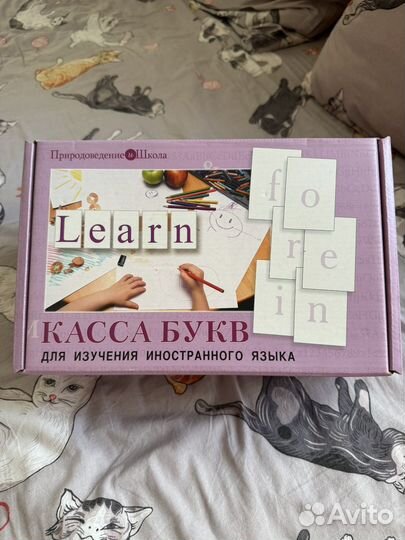 Природоведение и Школа
Learn
f o
r e
i n
КАССА БУКВ
ДЛЯ ИЗУЧЕНИЯ ИНОСТРАННОГО ЯЗЫКА
Avito